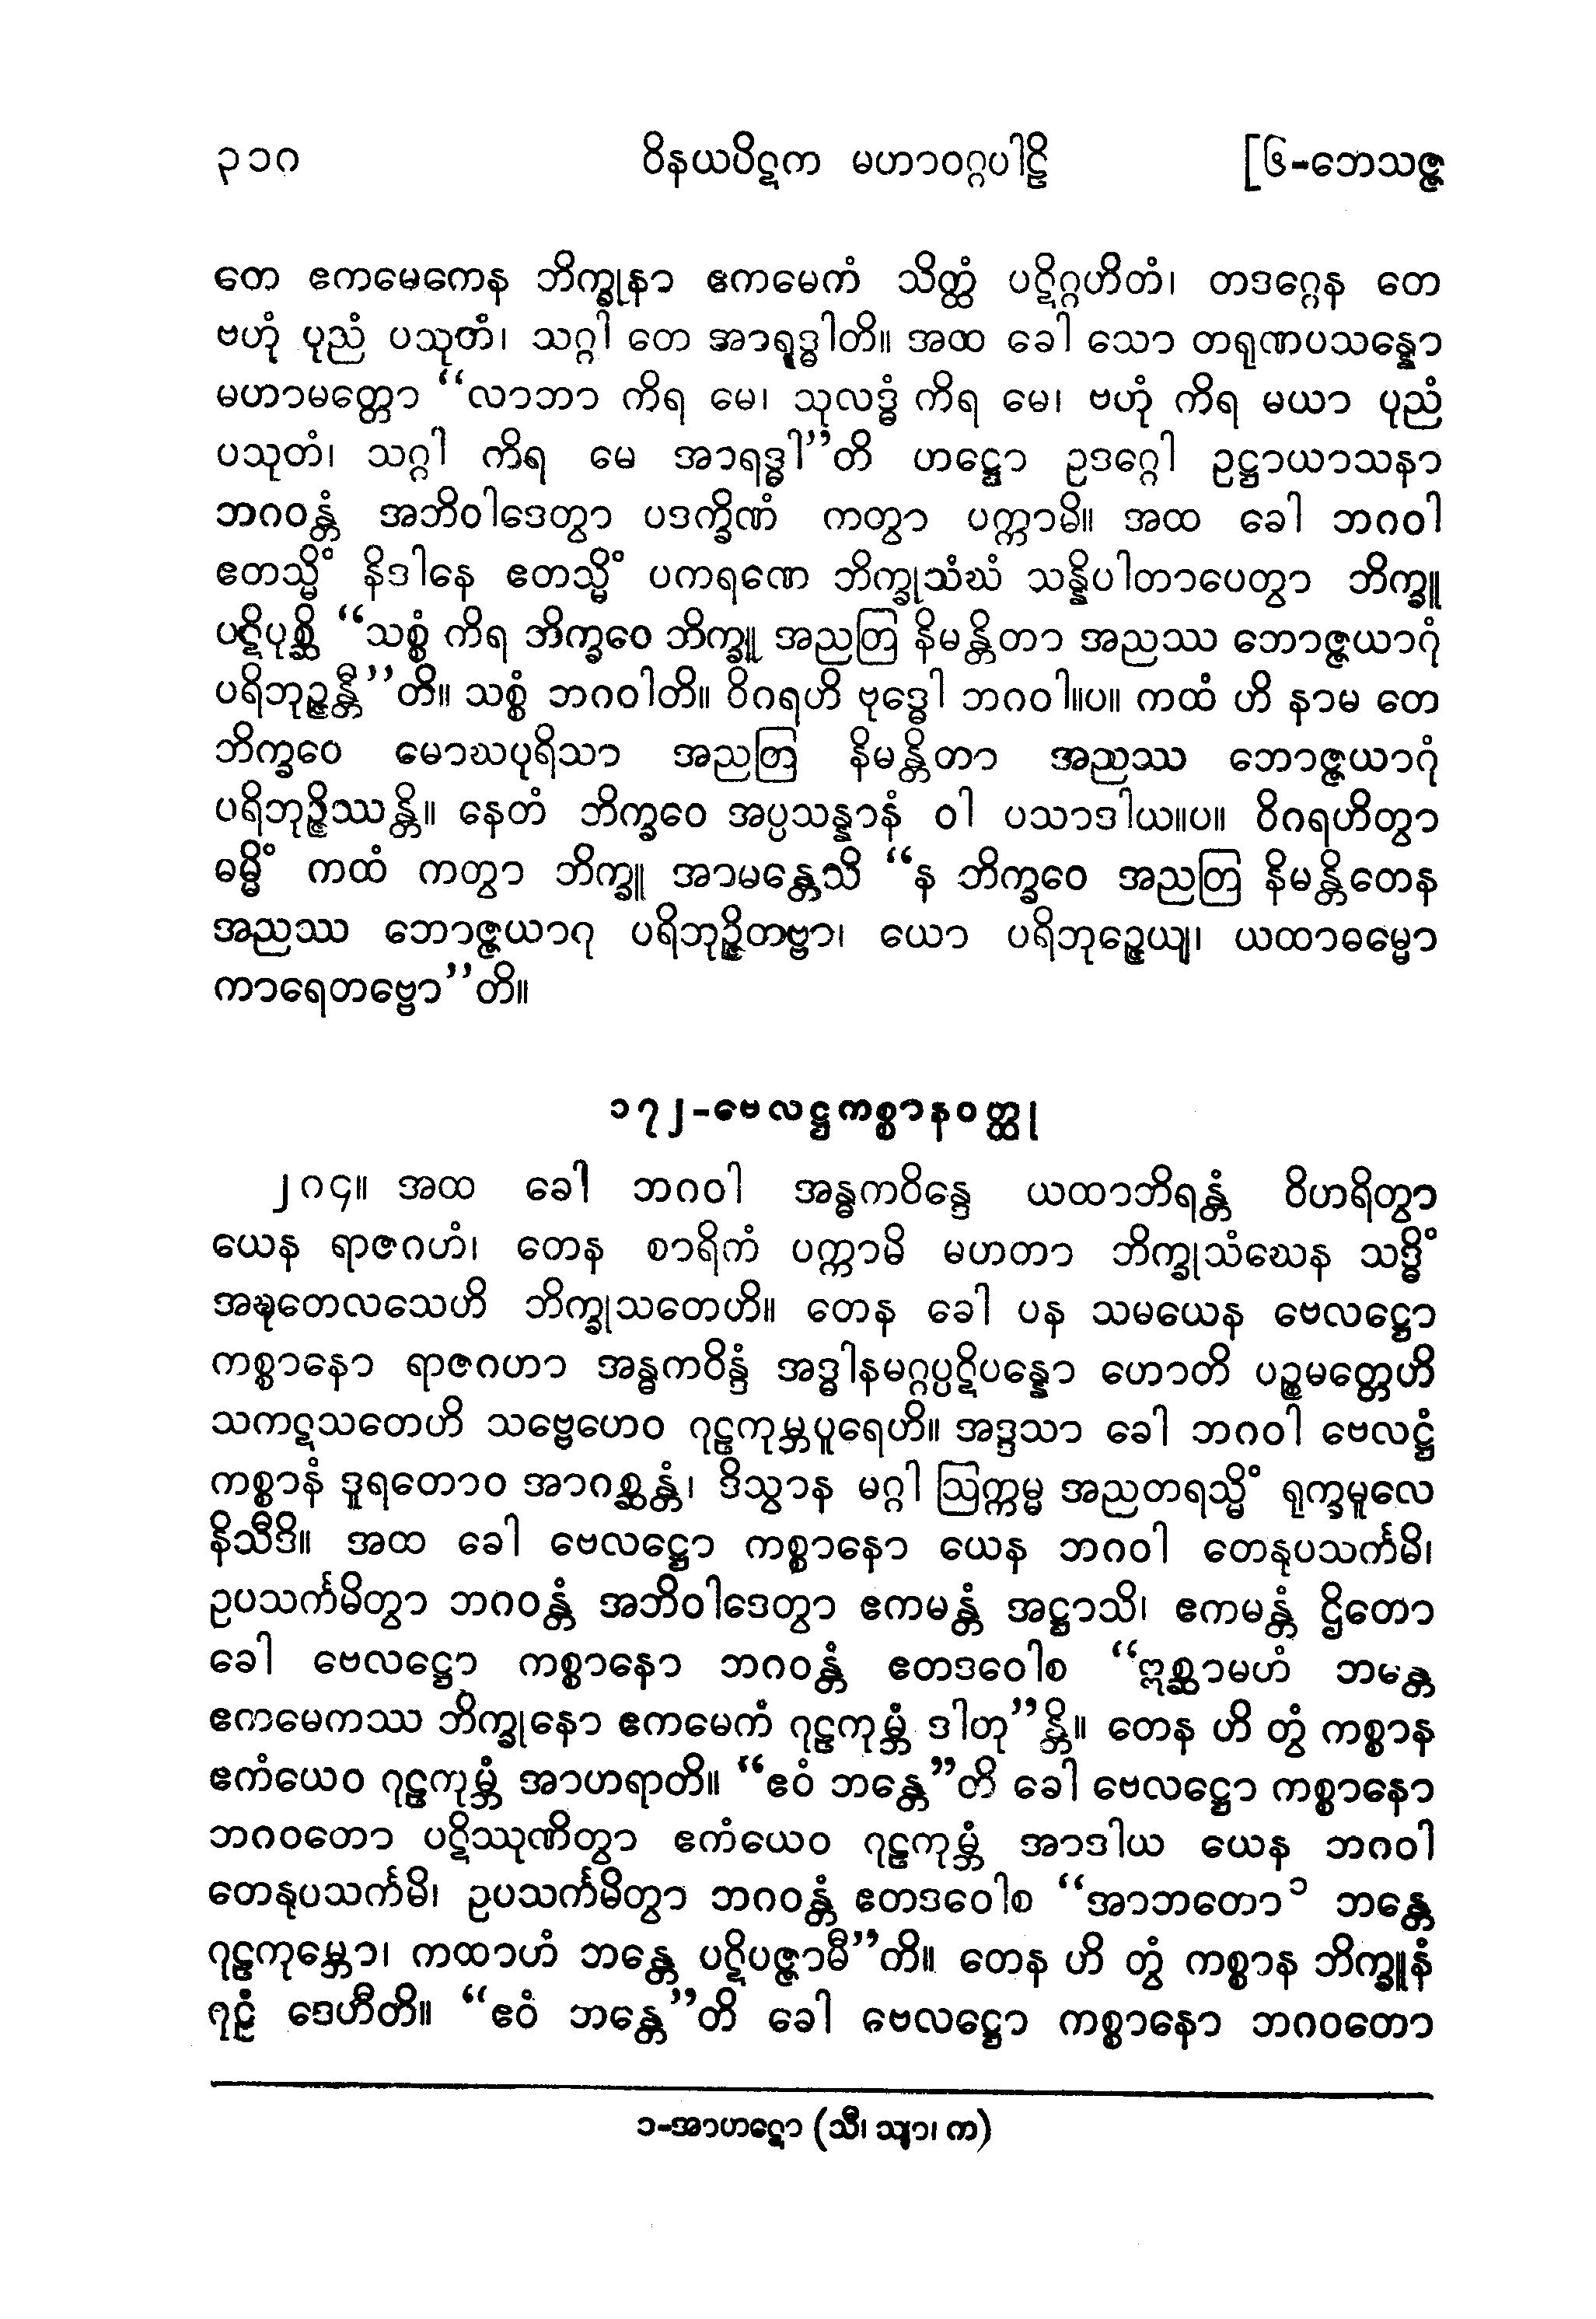 ၃၁၈ ဝိနယပိဋက မဟာဝဂ္ဂပါဠိ [၆-ဘေသဇ္ဇ
တေ ဧကမေကေန ဘိက္ခုနာ ဧကမေကံ သိတ္ထံ ပဋိဂ္ဂဟိတံ၊ တဒဂ္ဂေန တေ
ဗဟုံ ပုညံ ပသုတံ၊ သဂ္ဂါ တေ အာရဒ္ဓါတိ။ အထ ခေါ သော တရုဏပသန္နော
မဟာမတ္တော “လာဘာ ကိရ မေ၊ သုလဒ္ဓံ ကိရ မေ၊ ဗဟုံ ကိရ မယာ ပုညံ
ပသုတံ၊ သဂ္ဂါ ကိရ မေ အာရဒ္ဓါ”တိ ဟဋ္ဌော ဥဒဂ္ဂေါ ဥဋ္ဌာယာသနာ
ဘဂဝန္တံ အဘိဝါဒေတွာ ပဒက္ခိဏံ ကတွာ ပက္ကာမိ။ အထ ခေါ ဘဂဝါ
ဧတသ္မိံ နိဒါနေ ဧတသ္မိံ ပကရဏေ ဘိက္ခုသံဃံ သန္နိပါတာပေတွာ ဘိက္ခူ
ပဋိပုစ္ဆိ “သစ္စံ ကိရ ဘိက္ခဝေ ဘိက္ခူ အညတြ နိမန္တိတာ အညဿ ဘောဇ္ဇယာဂုံ
ပရိဘုဉ္ဇန္တီ”တိ။ သစ္စံ ဘဂဝါတိ။ ဝိဂရဟိ ဗုဒ္ဓေါ ဘဂဝါ။ပ။ ကထံ ဟိ နာမ တေ
ဘိက္ခဝေ မောဃပုရိသာ အညတြ နိမန္တိတာ အညဿ ဘောဇ္ဇယာဂုံ
ပရိဘုဉ္ဇိဿန္တိ။ နေတံ ဘိက္ခဝေ အပ္ပသန္နာနံ ဝါ ပသာဒါယ။ပ။ ဝိဂရဟိတွာ
ဓမ္မိံ ကထံ ကတွာ ဘိက္ခူ အာမန္တေသိ “န ဘိက္ခဝေ အညတြ နိမန္တိတေန
အညဿ ဘောဇ္ဇယာဂု ပရိဘုဉ္ဇိတဗ္ဗာ၊ ယော ပရိဘုဉ္ဇေယျ၊ ယထာဓမ္မော
ကာရေတဗ္ဗော”တိ။
၁၇၂-ဗေလဋ္ဌကစ္စာနဝတ္ထု
၂၈၄။ အထ ခေါ ဘဂဝါ အန္ဓကဝိန္ဒေ ယထာဘိရန္တံ ဝိဟရိတွာ
ယေန ရာဇဂဟံ၊ တေန စာရိကံ ပက္ကာမိ မဟတာ ဘိက္ခုသံဃေန သဒ္ဓိံ
အဍ္ဎတေလသေဟိ ဘိက္ခုသတေဟိ။ တေန ခေါ ပန သမယေန ဗေလဋ္ဌော
ကစ္စာနော ရာဇဂဟာ အန္ဓကဝိန္ဒံ အဒ္ဓါနမဂ္ဂပ္ပဋိပန္နော ဟောတိ ပဉ္စမတ္တေဟိ
သကဋသတေဟိ သဗ္ဗေဟေဝ ဂုဠကုမ္ဘပူရေဟိ။ အဒ္ဒသာ ခေါ ဘဂဝါ ဗေလဋ္ဌံ
ကစ္စာနံ ဒူရတောဝ အာဂစ္ဆန္တံ၊ ဒိသွာန မဂ္ဂါ ဩက္ကမ္မ အညတရသ္မိံ ရုက္ခမူလေ
နိသီဒိ။ အထ ခေါ ဗေလဋ္ဌော ကစ္စာနော ယေန ဘဂဝါ တေနုပသင်္ကမိ၊
ဥပသင်္ကမိတွာ ဘဂဝန္တံ အဘိဝါဒေတွာ ဧကမန္တံ အဋ္ဌာသိ၊ ဧကမန္တံ ဌိတော
ခေါ ဗေလဋ္ဌော ကစ္စာနော ဘဂဝန္တံ ဧတဒဝေါစ “ဣစ္ဆာမဟံ ဘန္တေ
ဧကမေကဿ ဘိက္ခုနော ဧကမေကံ ဂုဠကုမ္ဘံ ဒါတု”န္တိ။ တေန ဟိ တွံ ကစ္စာန
ဧကံယေဝ ဂုဠကုမ္ဘံ အာဟရာတိ။ “ဧဝံ ဘန္တေ”တိ ခေါ ဗေလဋ္ဌော ကစ္စာနော
ဘဂဝတော ပဋိဿုဏိတွာ ဧကံယေဝ ဂုဠကုမ္ဘံ အာဒါယ ယေန ဘဂဝါ
တေနုပသင်္ကမိ၊ ဥပသင်္ကမိတွာ ဘဂဝန္တံ ဧတဒဝေါစ “အာဘတော၁ ဘန္တေ
ဂုဠကုမ္ဘော၊ ကထာဟံ ဘန္တေ ပဋိပဇ္ဇာမီ”တိ။ တေန ဟိ တွံ ကစ္စာန ဘိက္ခူနံ
ဂုဠံ ဒေဟီတိ။ “ဧဝံ ဘန္တေ”တိ ခေါ ဗေလဋ္ဌော ကစ္စာနော ဘဂဝတော
၁-အာဟဋော (သီ၊ သျာ၊ က)